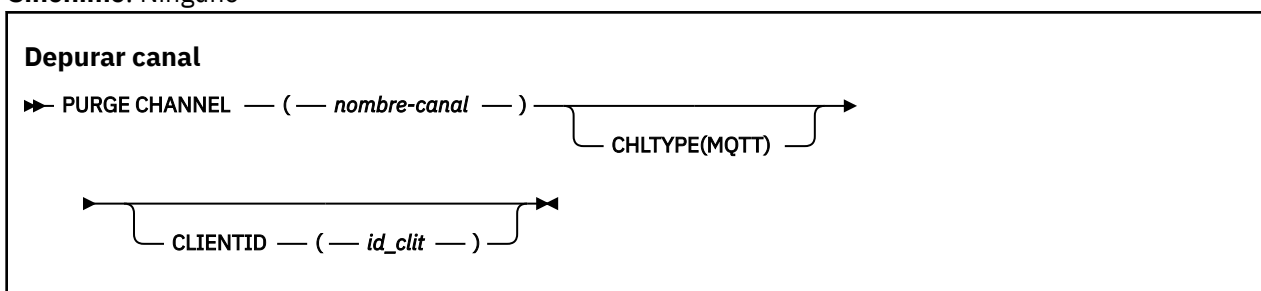 Sinónimo: Ninguno
Depurar canal
PURGE CHANNEL ( nombre-canal )
CHLTYPE(MQTT)
CLIENTID ( id_clit )